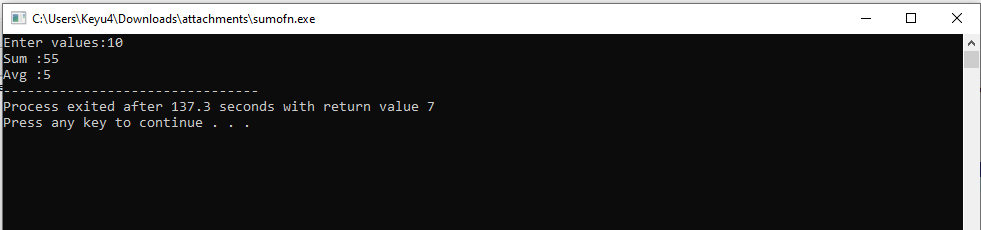 C:\Users\Keyu4\Downloads\attachments\sumofn.exe
Enter values:10
Sum :55
Avg :5
--------------------------------
Process exited after 137.3 seconds with return value 7
Press any key to continue . . .